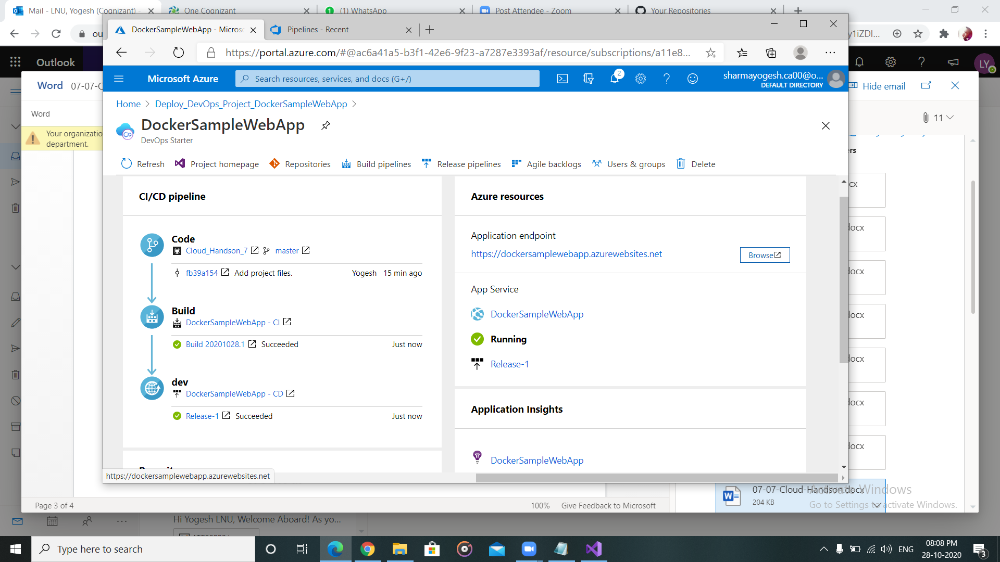 Mail - LNU, Yogesh (Cognizant) -
One Cognizant
(1) WhatsApp
Post Attendee - Zoom
Your Repositories
DockerSampleWebApp - Micros
Pipelines - Recent
ou
https://portal.azure.com/#@ac6a41a5-b3f1-42e6-9f23-a7287e3393af/resource/subscriptions/a11e8...
y1iZDI...
Outlook
LY
Microsoft Azure
Search resources, services, and docs (G+/)
2
sharmayogesh.ca00@o...
DEFAULT DIRECTORY
Word
07-07-C
Hide email
Home > Deploy_DevOps_Project_DockerSampleWebApp >
Word
11
DockerSampleWebApp
DevOps Starter
Your organizatio
department.
ers
Refresh
Project homepage
Repositories
Build pipelines
Release pipelines
Agile backlogs
Users & groups
Delete
CI/CD pipeline
Code
Cloud_Handson_7
master
fb39a154
Add project files.
Yogesh
15 min ago
Build
DockerSampleWebApp - CI
Build 20201028.1
Succeeded
Just now
dev
DockerSampleWebApp - CD
Release-1
Succeeded
Just now
Azure resources
Application endpoint
https://dockersamplewebapp.azurewebsites.net
Browse
App Service
DockerSampleWebApp
Running
Release-1
Application Insights
DockerSampleWebApp
cx
ocx
ocx
ocx
ocx
ocx
ocx
https://dockersamplewebapp.azurewebsites.net
07-07-Cloud-Handson.docx
204 KB
Activate Windows
Go to Settings to activate Windows.
Page 3 of 4
100%
Give Feedback to Microsoft
Hi Yogesh LNU, Welcome Aboard! As yo...
Type here to search
ENG
08:08 PM
28-10-2020
3